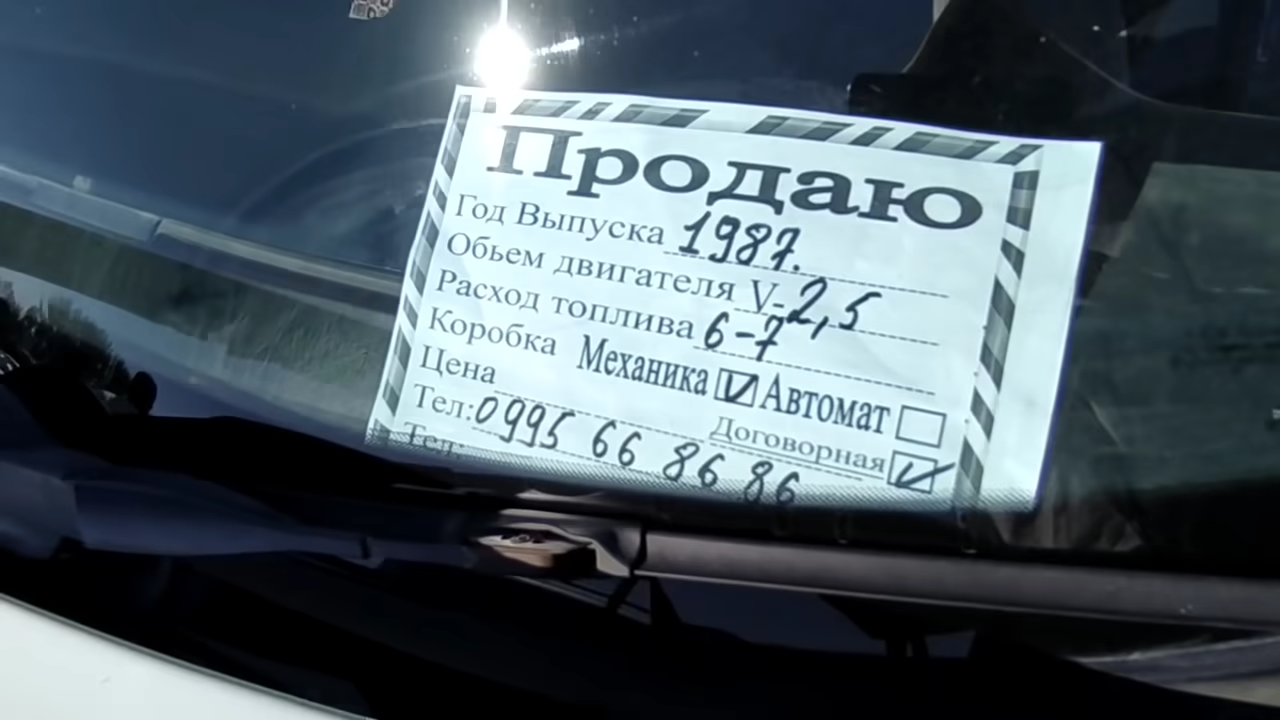 Продаю
Год Выпуска 1987.
Обьем двигателя V-2,5
Расход топлива 6-7
Коробка Механика Автомат
Цена Договорная
Тел: 0995 66 86 86
Тел: